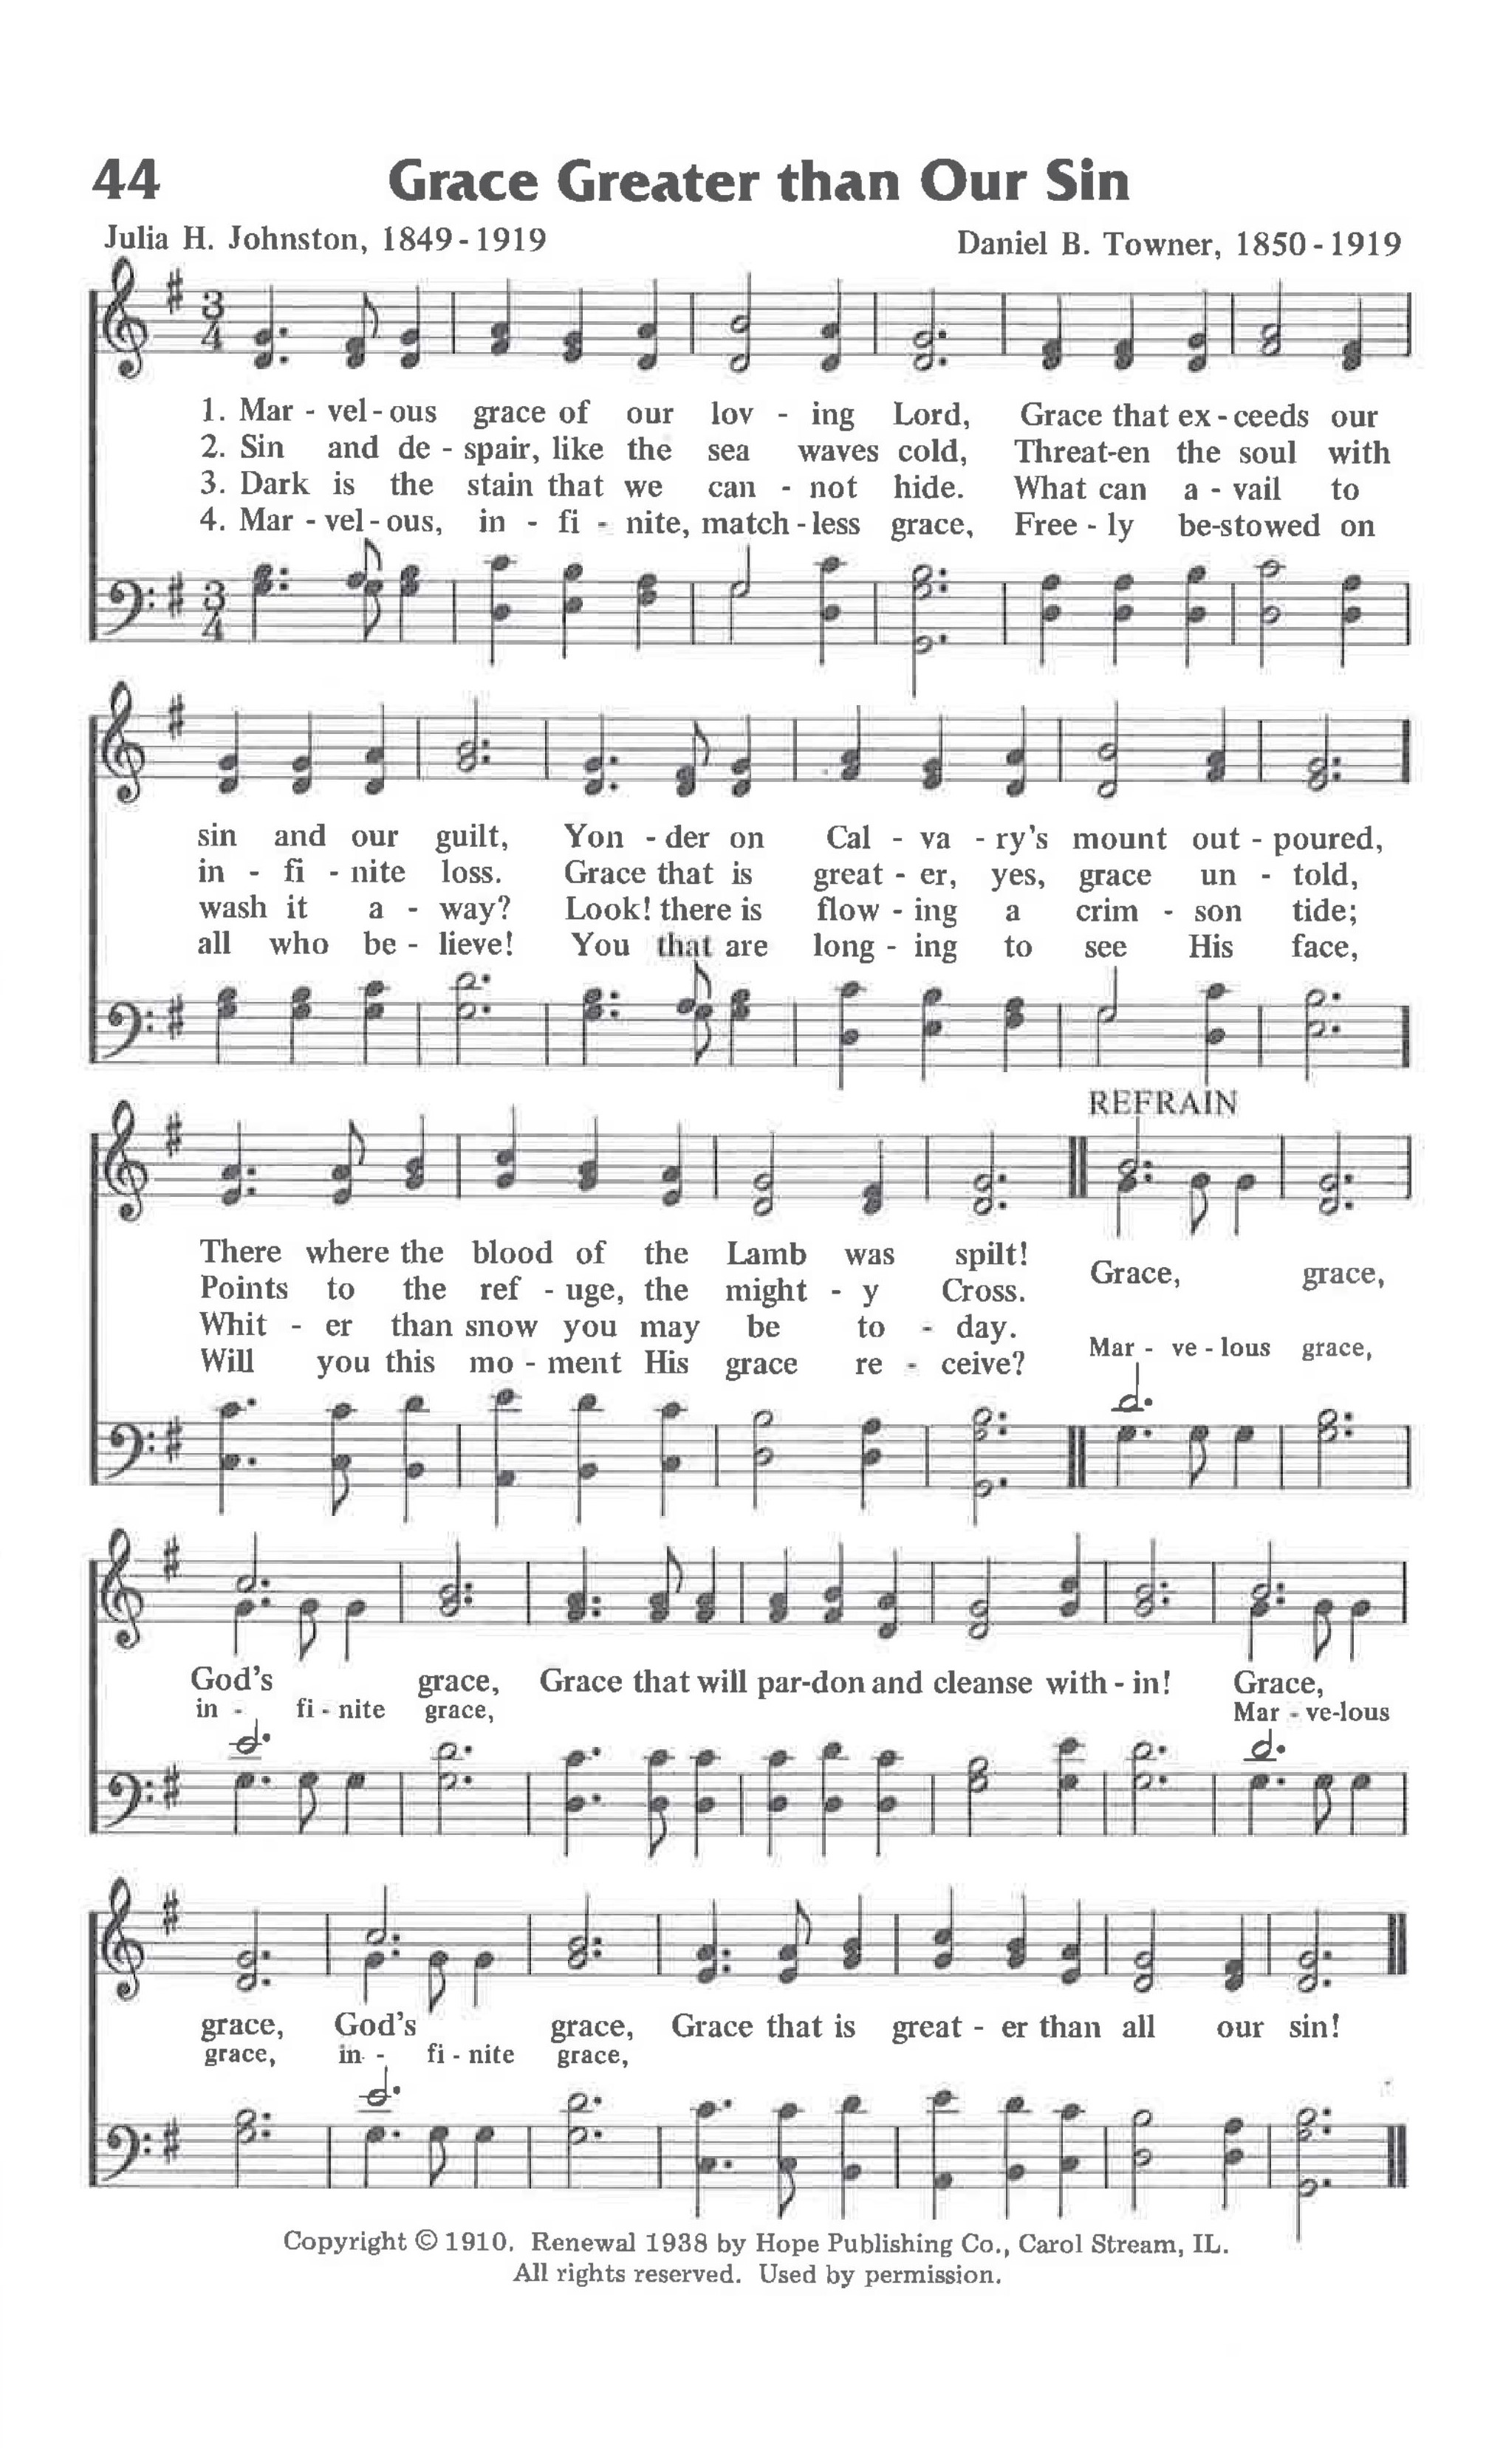 44 Grace Greater than Our Sin
Julia H. Johnston, 1849-1919 Daniel B. Towner, 1850-1919
1. Mar - vel - ous grace of our lov - ing Lord, Grace that ex - ceeds our
2. Sin and de - spair, like the sea waves cold, Threat-en the soul with
3. Dark is the stain that we can - not hide. What can a - vail to
4. Mar - vel - ous, in - fi - nite, match - less grace, Free - ly be-stowed on
sin and our guilt, Yon - der on Cal - va - ry's mount out - poured,
in - fi - nite loss. Grace that is great - er, yes, grace un - told,
wash it a - way? Look! there is flow - ing a crim - son tide;
all who be - lieve! You that are long - ing to see His face,
REFRAIN
There where the blood of the Lamb was spilt! Grace, grace,
Points to the ref - uge, the might - y Cross.
Whit - er than snow you may be to - day.
Will you this mo - ment His grace re - ceive? Mar - ve - lous grace,
God's grace, Grace that will par-don and cleanse with - in! Grace,
in - fi - nite grace, Mar - ve-lous
grace, God's grace, Grace that is great - er than all our sin!
grace, in - fi - nite grace,
Copyright © 1910. Renewal 1938 by Hope Publishing Co., Carol Stream, IL.
All rights reserved. Used by permission.